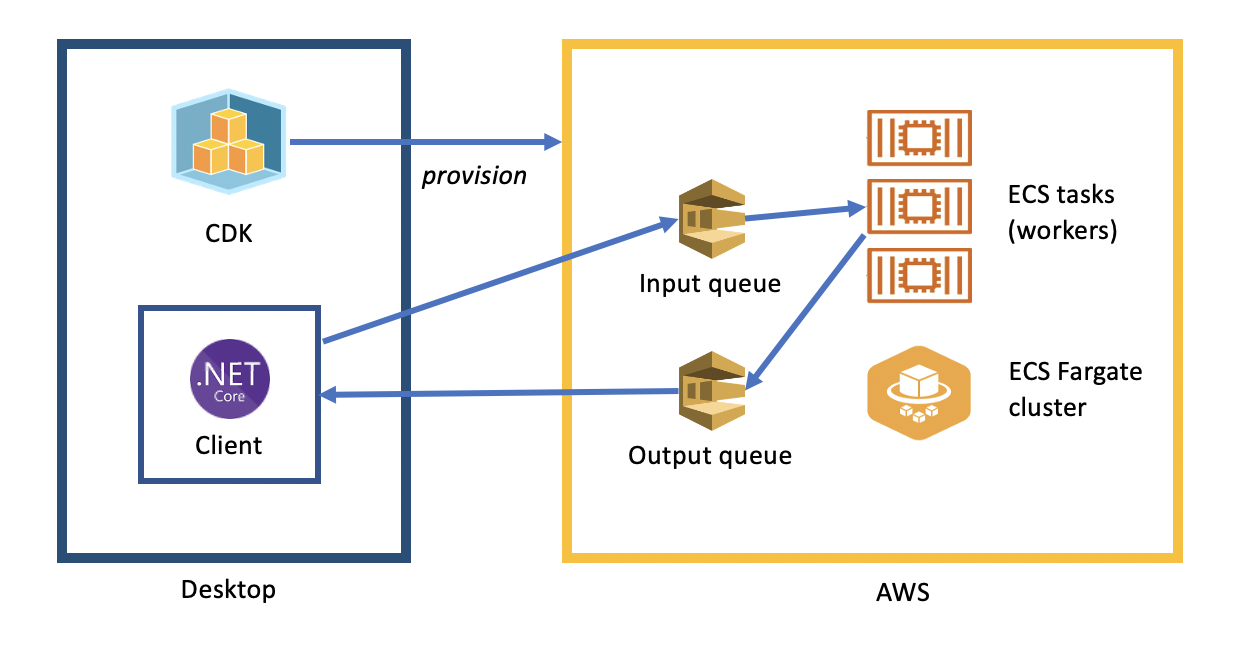 CDK
provision
.NET
Core
Client
Desktop
Input queue
Output queue
ECS tasks
(workers)
ECS Fargate
cluster
AWS